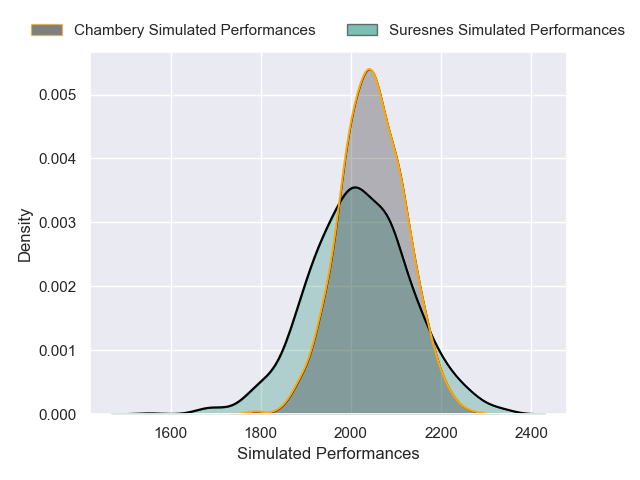 Chambery Simulated Performances
Suresnes Simulated Performances
0.005
0.004
0.003
0.002
0.001
0.000
Density
1600
1800
2000
2200
2400
Simulated Performances